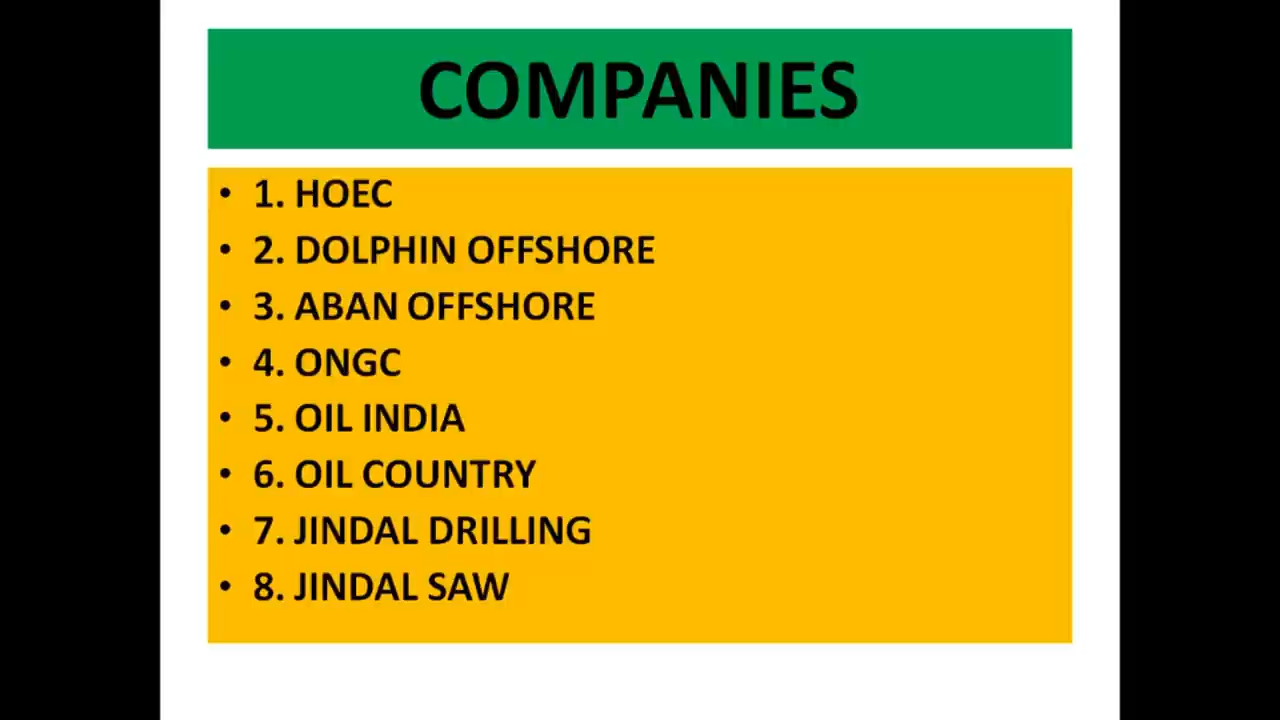 COMPANIES
• 1. HOEC
• 2. DOLPHIN OFFSHORE
• 3. ABAN OFFSHORE
• 4. ONGC
• 5. OIL INDIA
• 6. OIL COUNTRY
• 7. JINDAL DRILLING
• 8. JINDAL SAW